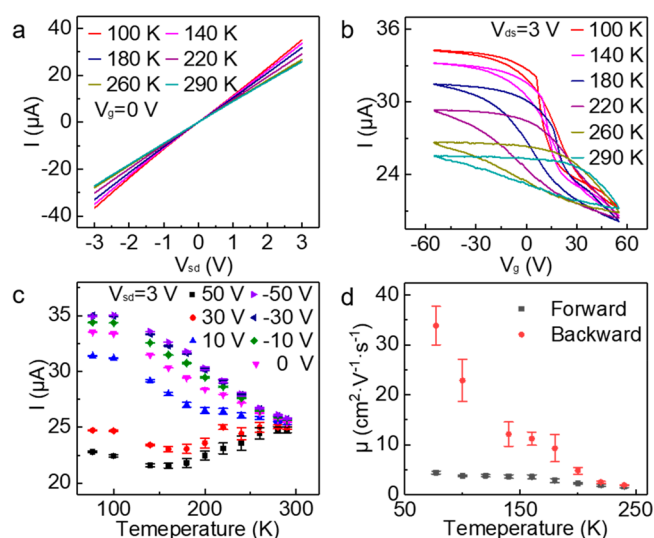 a
100 K 140 K
180 K 220 K
260 K 290 K
V_g=0 V
I (µA)
40
20
0
-20
-40
-3 -2 -1 0 1 2 3
V_sd (V)
b
V_ds=3 V
100 K
140 K
180 K
220 K
260 K
290 K
I (µA)
36
32
28
24
-60 -30 0 30 60
V_g (V)
c
V_sd=3 V
50 V -50 V
30 V -30 V
10 V -10 V
0 V
I (µA)
35
30
25
20
100 200 300
Temeperature (K)
d
Forward
Backward
µ (cm²·V⁻¹·s⁻¹)
40
30
20
10
0
50 150 250
Temeperature (K)